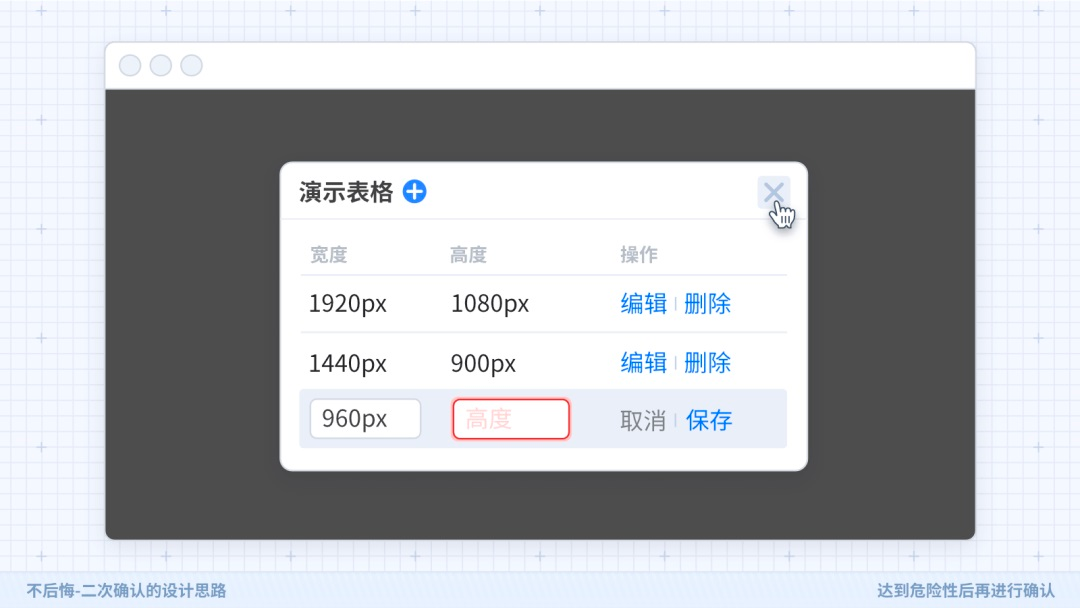 演示表格
宽度 高度 操作
1920px 1080px 编辑 删除
1440px 900px 编辑 删除
960px 高度 取消 保存
不后悔-二次确认的设计思路 达到危险性后再进行确认